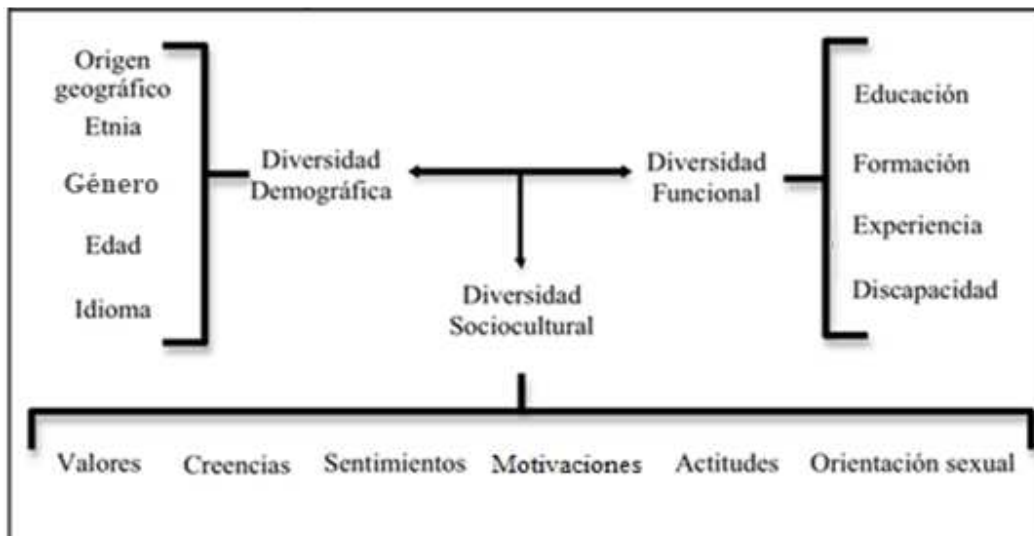 Origen
geográfico
Etnia
Género
Edad
Idioma
Diversidad
Demográfica
Diversidad
Funcional
Educación
Formación
Experiencia
Discapacidad
Diversidad
Sociocultural
Valores Creencias Sentimientos Motivaciones Actitudes Orientación sexual